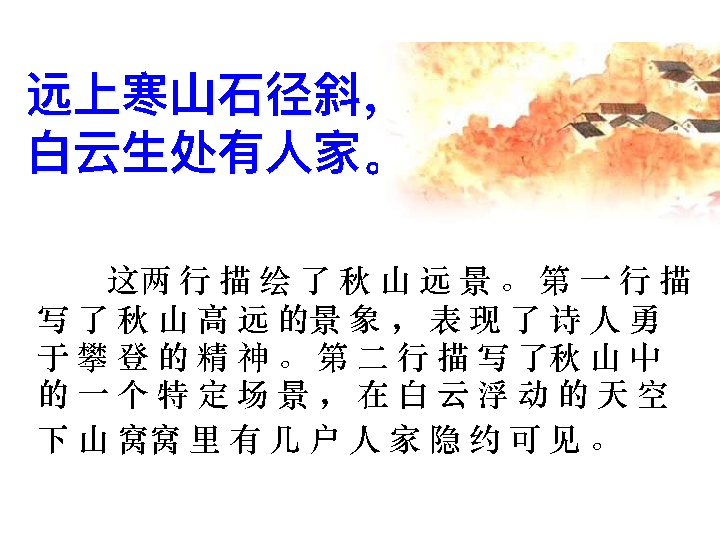 远上寒山石径斜，
白云生处有人家。
这两行描绘了秋山远景。第一行描
写了秋山高远的景象，表现了诗人勇
于攀登的精神。第二行描写了秋山中
的一个特定场景，在白云浮动的天空
下山窝窝里有几户人家隐约可见。